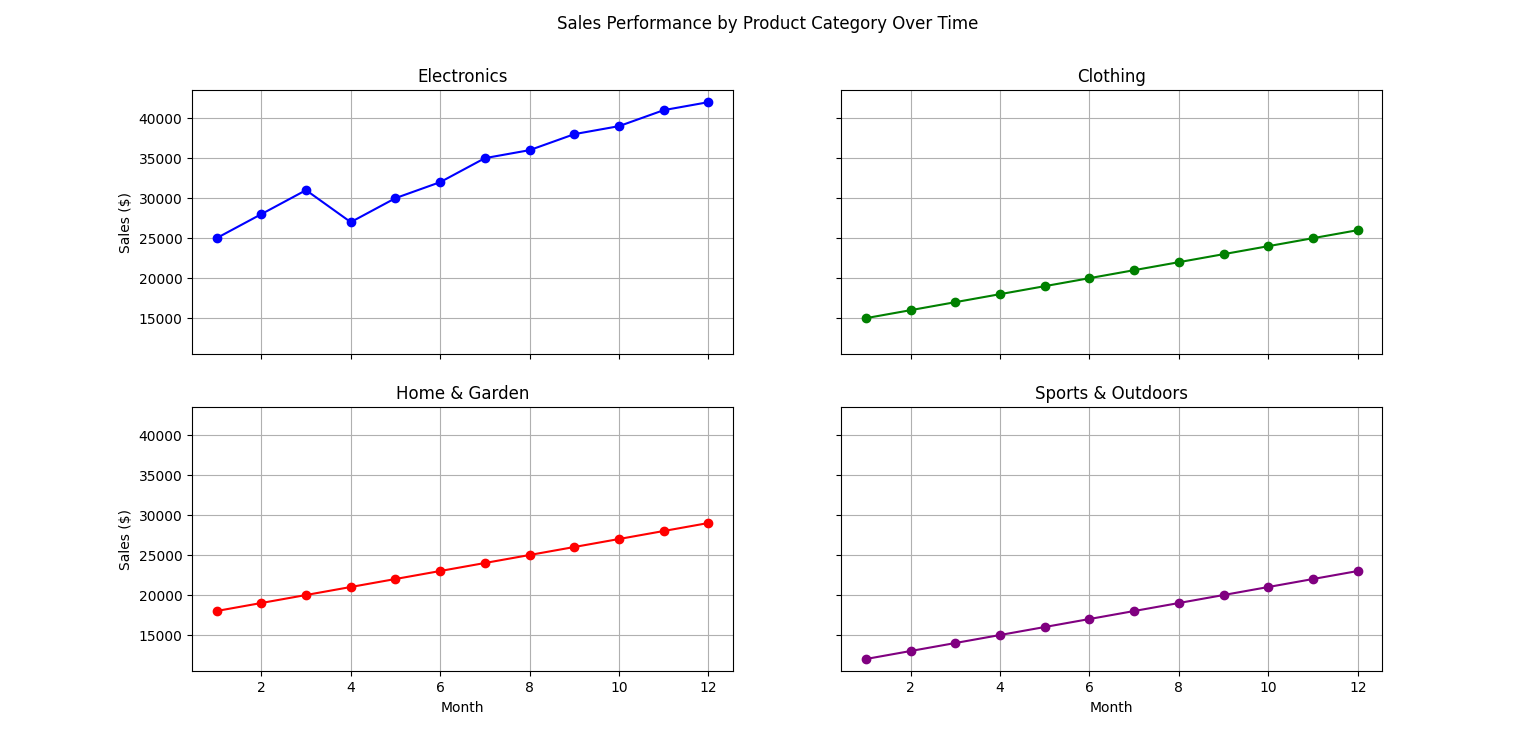 Sales Performance by Product Category Over Time
Electronics
Sales ($)
40000
35000
30000
25000
20000
15000
Clothing
Home & Garden
Sales ($)
40000
35000
30000
25000
20000
15000
2 4 6 8 10 12
Month
Sports & Outdoors
2 4 6 8 10 12
Month